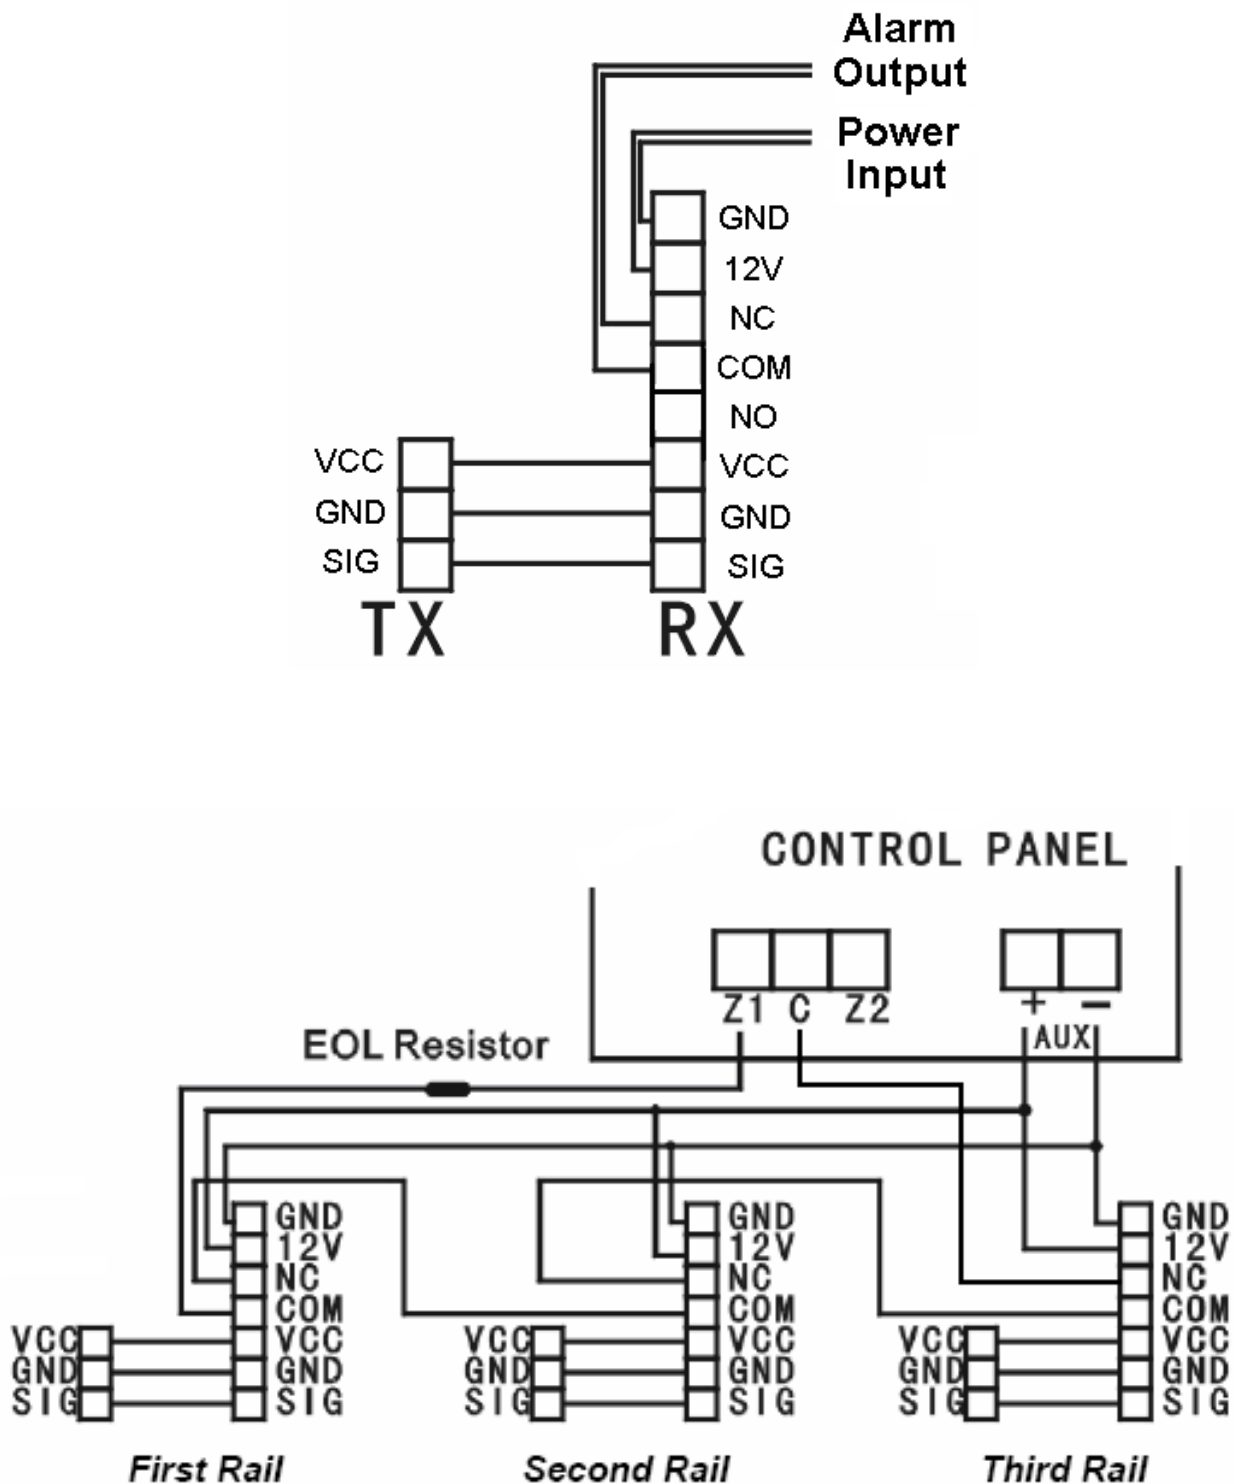 Alarm
Output
Power
Input
GND
12V
NC
COM
NO
VCC
GND
SIG
VCC
GND
SIG
TX RX
CONTROL PANEL
Z1 C Z2
+ −
AUX
EOL Resistor
GND
12V
NC
COM
VCC
GND
SIG
VCC
GND
SIG
First Rail
GND
12V
NC
COM
VCC
GND
SIG
VCC
GND
SIG
Second Rail
GND
12V
NC
COM
VCC
GND
SIG
VCC
GND
SIG
Third Rail